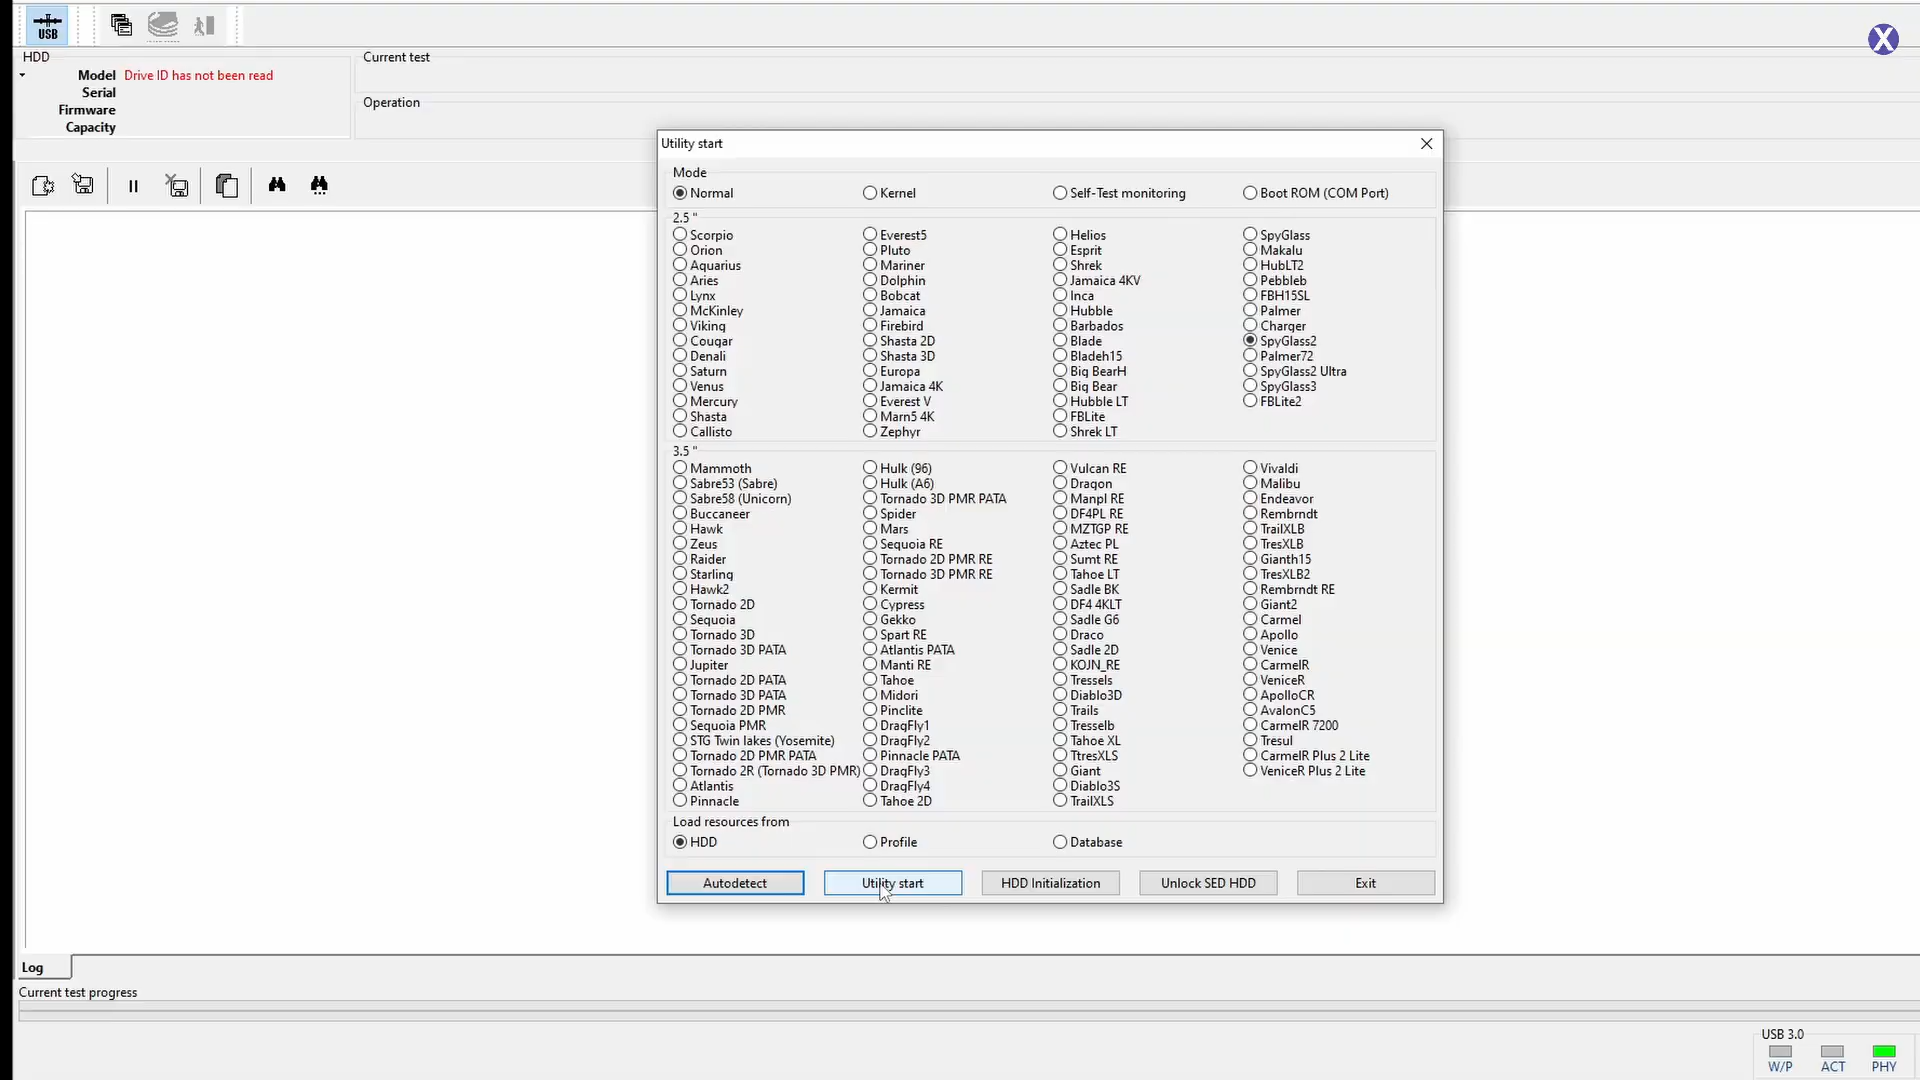 USB
HDD
Model Drive ID has not been read
Serial
Firmware
Capacity
Current test
Operation
X
Utility start
Mode
Normal Kernel Self-Test monitoring Boot ROM (COM Port)
2.5 "
Scorpio Everest5 Helios SpyGlass
Orion Pluto Esprit Makalu
Aquarius Mariner Shrek HubLT2
Aries Dolphin Jamaica 4KV Pebbleb
Lynx Bobcat Inca FBH15SL
McKinley Jamaica Hubble Palmer
Viking Firebird Barbados Charger
Cougar Shasta 2D Blade SpyGlass2
Denali Shasta 3D Bladeh15 Palmer72
Saturn Europa Big BearH SpyGlass2 Ultra
Venus Jamaica 4K Big Bear SpyGlass3
Mercury Everest V Hubble LT FBLite2
Shasta Marn5 4K FBLite
Callisto Zephyr Shrek LT
3.5 "
Mammoth Hulk (96) Vulcan RE Vivaldi
Sabre53 (Sabre) Hulk (A6) Dragon Malibu
Sabre58 (Unicorn) Tornado 3D PMR PATA Manpl RE Endeavor
Buccaneer Spider DF4PL RE Rembrndt
Hawk Mars MZTGP RE TrailXLB
Zeus Sequoia RE Aztec PL TresXLB
Raider Tornado 2D PMR RE Sumt RE Gianth15
Starling Tornado 3D PMR RE Tahoe LT TresXLB2
Hawk2 Kermit Sadle BK Rembrndt RE
Tornado 2D Cypress DF4 4KLT Giant2
Sequoia Gekko Sadle G6 Carmel
Tornado 3D Spart RE Draco Apollo
Tornado 3D PATA Atlantis PATA Sadle 2D Venice
Jupiter Manti RE KOJN_RE CarmelR
Tornado 2D PATA Tahoe Tressels VeniceR
Tornado 3D PATA Midori Diablo3D ApolloCR
Tornado 2D PMR Pinclite Trails AvalonC5
Sequoia PMR DragFly1 Tresselb CarmelR 7200
STG Twin lakes (Yosemite) DragFly2 Tahoe XL Tresul
Tornado 2D PMR PATA Pinnacle PATA TtresXLS CarmelR Plus 2 Lite
Tornado 2R (Tornado 3D PMR) DragFly3 Giant VeniceR Plus 2 Lite
Atlantis DragFly4 Diablo3S
Pinnacle Tahoe 2D TrailXLS
Load resources from
HDD Profile Database
Autodetect Utility start HDD Initialization Unlock SED HDD Exit
Log
Current test progress
USB 3.0
W/P ACT PHY